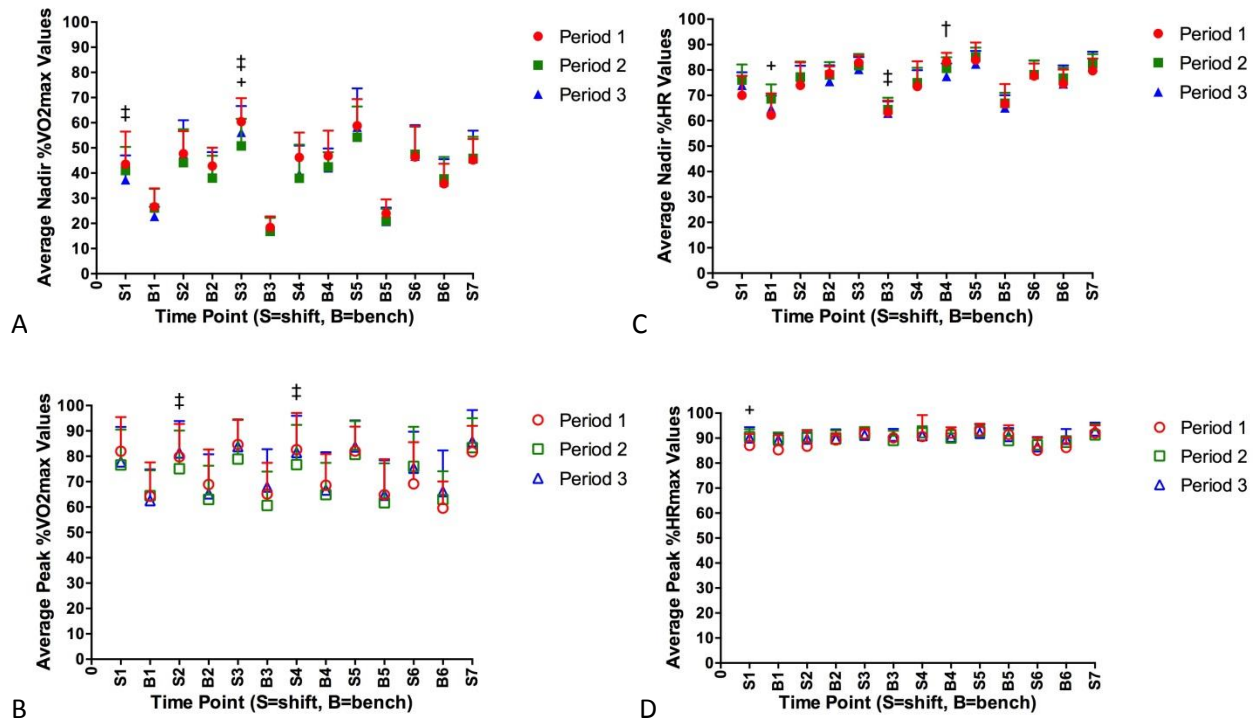 Average Nadir %VO2max Values
100
90
80
70
60
50
40
30
20
10
0
‡
‡
+
Period 1
Period 2
Period 3
0 S1 B1 S2 B2 S3 B3 S4 B4 S5 B5 S6 B6 S7
Time Point (S=shift, B=bench)
A
Average Nadir %HR Values
100
90
80
70
60
50
40
30
20
10
0
+
‡
†
Period 1
Period 2
Period 3
0 S1 B1 S2 B2 S3 B3 S4 B4 S5 B5 S6 B6 S7
Time Point (S=shift, B=bench)
C
Average Peak %VO2max Values
100
90
80
70
60
50
40
30
20
10
0
‡
‡
Period 1
Period 2
Period 3
0 S1 B1 S2 B2 S3 B3 S4 B4 S5 B5 S6 B6 S7
Time Point (S=shift, B=bench)
B
Average Peak %HRmax Values
100
90
80
70
60
50
40
30
20
10
0
+
Period 1
Period 2
Period 3
0 S1 B1 S2 B2 S3 B3 S4 B4 S5 B5 S6 B6 S7
Time Point (S=shift, B=bench)
D